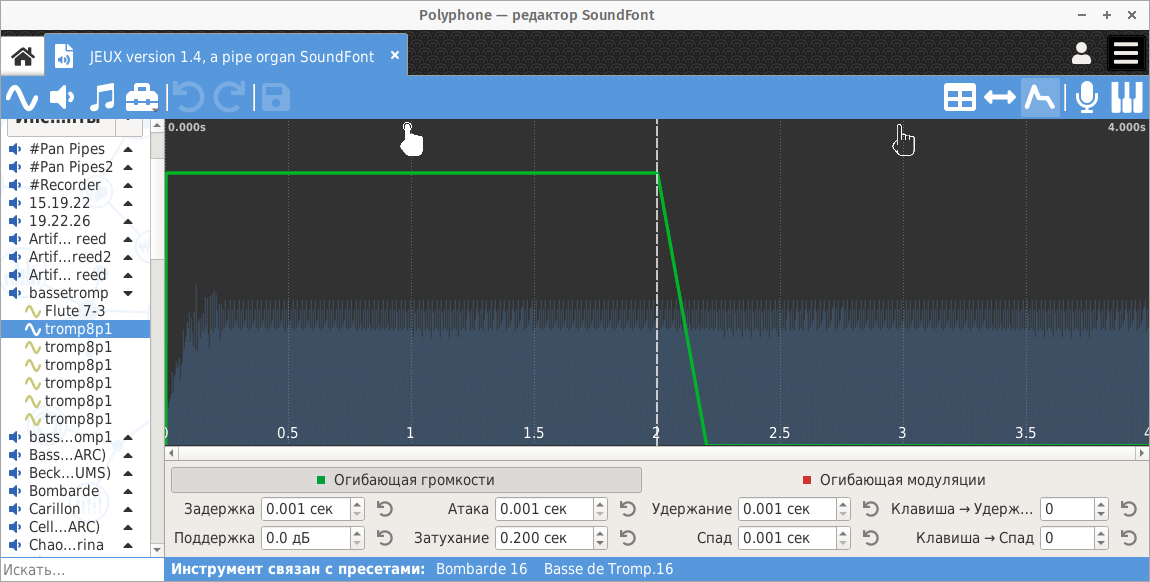 Polyphone — редактор SoundFont
JEUX version 1.4, a pipe organ SoundFont
#Pan Pipes
#Pan Pipes2
#Recorder
15.19.22
19.22.26
Artif... reed
Artif...reed2
Artif... reed
bassetromp
Flute 7-3
tromp8p1
tromp8p1
tromp8p1
tromp8p1
tromp8p1
tromp8p1
bass...omp1
Bass...ARC)
Beck...UMS)
Bombarde
Carillon
Cell...ARC)
Chao...rina
Искать...
0.000s 4.000s
0 0.5 1 1.5 2 2.5 3 3.5 4
Огибающая громкости Огибающая модуляции
Задержка 0.001 сек Атака 0.001 сек Удержание 0.001 сек Клавиша → Удерж... 0
Поддержка 0.0 дБ Затухание 0.200 сек Спад 0.001 сек Клавиша → Спад 0
Инструмент связан с пресетами: Bombarde 16 Basse de Tromp.16